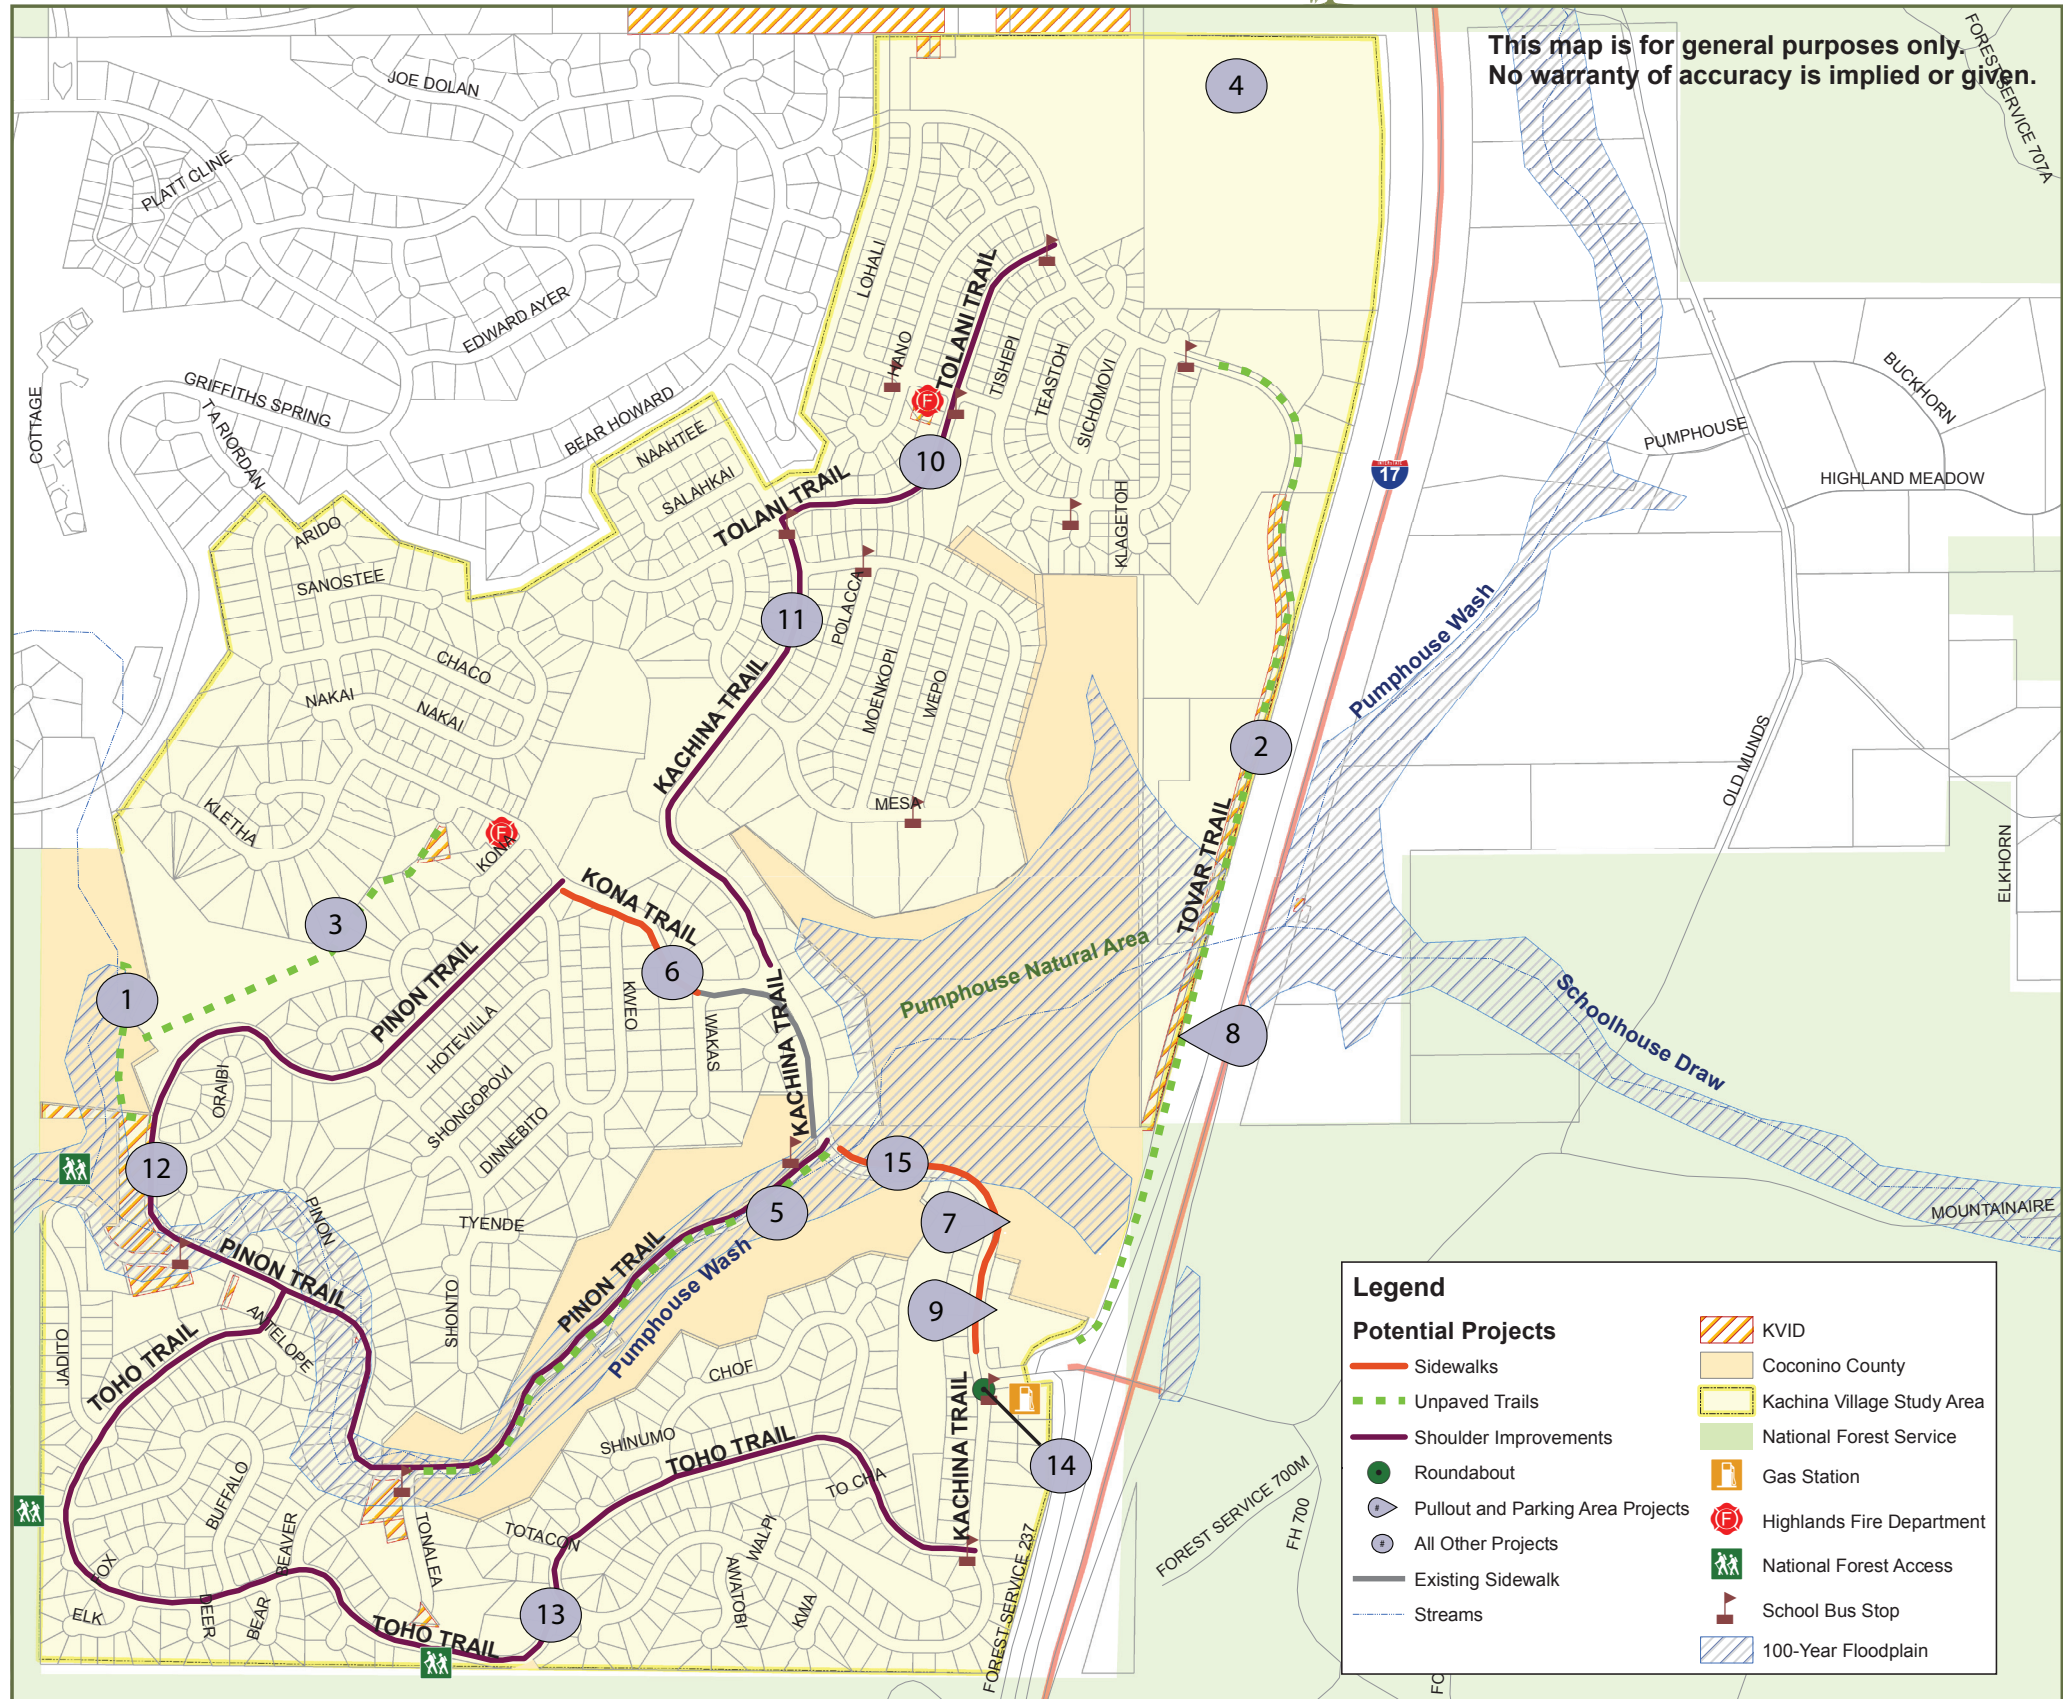 This map is for general purposes only.
No warranty of accuracy is implied or given.
FOREST SERVICE 707A
4
JOE DOLAN
PLATT CLINE
EDWARD AYER
GRIFFITHS SPRING
TA RIORDAN
COTTAGE
BEAR HOWARD
LOHALI
HANO
TOLANI TRAIL
TISHEPI
TEASTOH
SICHOMOVI
KLAGETOH
F
10
17
BUCKHORN
PUMPHOUSE
HIGHLAND MEADOW
NAAHTEE
SALAHKAI
TOLANI TRAIL
ARIDO
SANOSTEE
CHACO
NAKAI
NAKAI
11
POLACCA
MOENKOPI
WEPO
MESA
KACHINA TRAIL
Pumphouse Wash
OLD MUNDS
ELKHORN
2
TOVAR TRAIL
KLETHA
F
KONA
KONA TRAIL
3
6
1
PINON TRAIL
HOTEVILLA
KWEO
WAKAS
KACHINA TRAIL
Pumphouse Natural Area
8
Schoolhouse Draw
MOUNTAINAIRE
ORAIBI
SHONGOPOVI
DINNEBITO
12
15
5
7
9
PINON
TYENDE
PINON TRAIL
PINON TRAIL
Pumphouse Wash
SHONTO
ANTELOPE
JADITO
TOHO TRAIL
CHOF
SHINUMO
TOHO TRAIL
TO CHA
KACHINA TRAIL
14
BUFFALO
BEAVER
FOX
ELK
DEER
BEAR
TONALEA
TOTACON
WALPI
AWATOBI
KWA
13
TOHO TRAIL
FOREST SERVICE 237
FOREST SERVICE 700M
FH 700
Legend
Potential Projects
Sidewalks
Unpaved Trails
Shoulder Improvements
Roundabout
# Pullout and Parking Area Projects
# All Other Projects
Existing Sidewalk
Streams
KVID
Coconino County
Kachina Village Study Area
National Forest Service
Gas Station
F Highlands Fire Department
National Forest Access
School Bus Stop
100-Year Floodplain